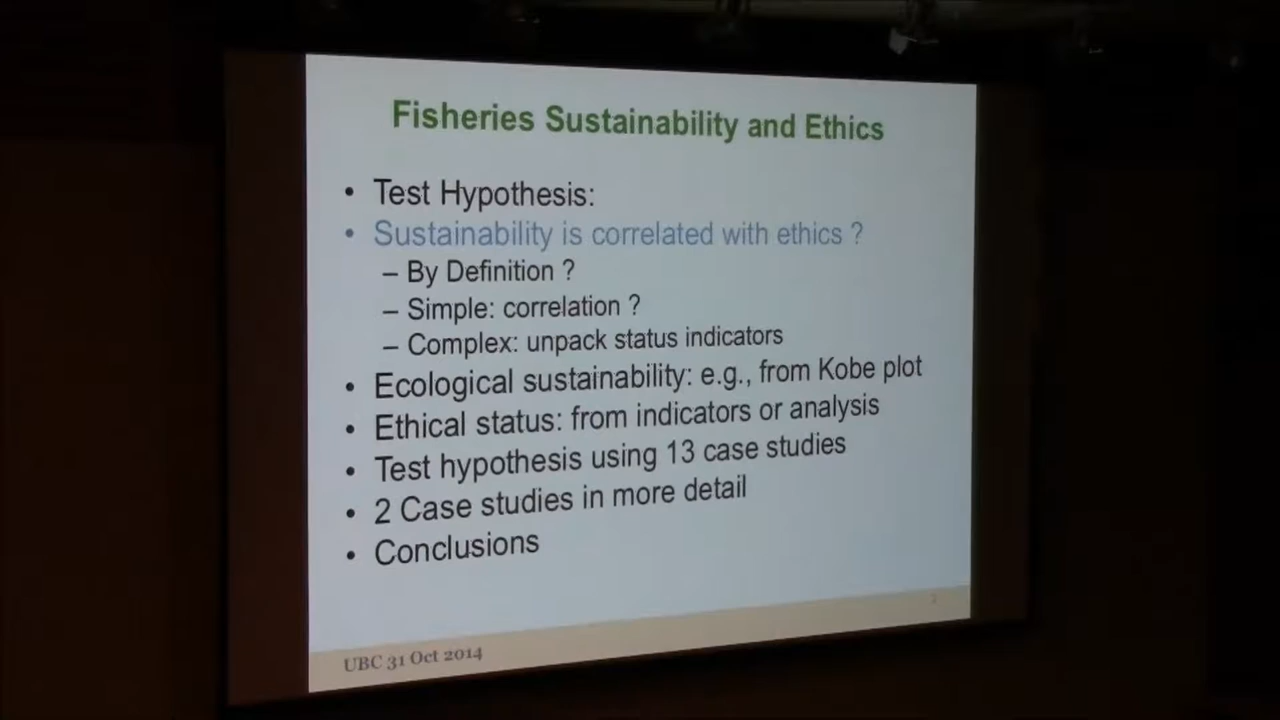 Fisheries Sustainability and Ethics
• Test Hypothesis:
• Sustainability is correlated with ethics ?
– By Definition ?
– Simple: correlation ?
– Complex: unpack status indicators
• Ecological sustainability: e.g., from Kobe plot
• Ethical status: from indicators or analysis
• Test hypothesis using 13 case studies
• 2 Case studies in more detail
• Conclusions
UBC 31 Oct 2014